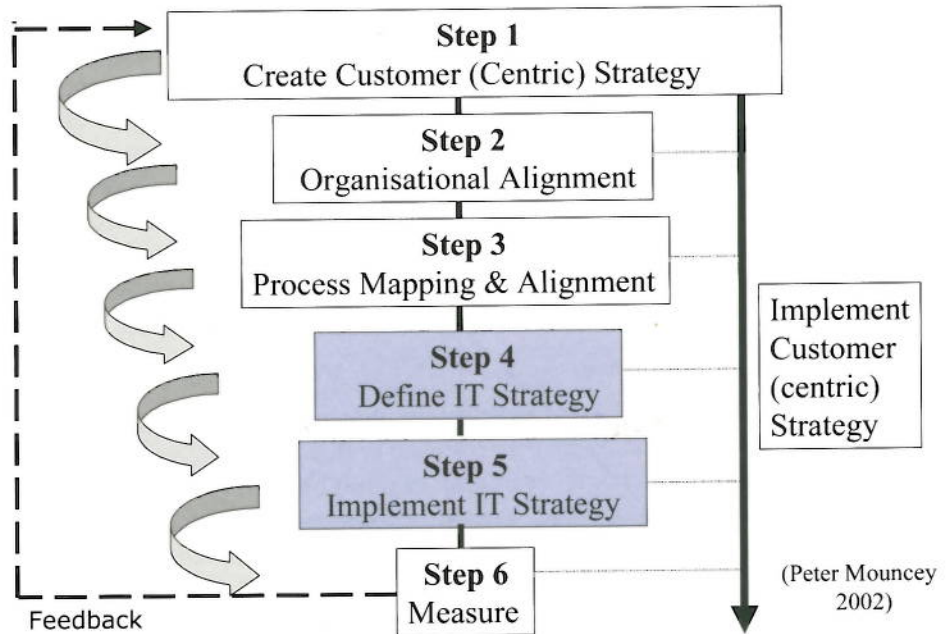 Step 1
Create Customer (Centric) Strategy
Step 2
Organisational Alignment
Step 3
Process Mapping & Alignment
Step 4
Define IT Strategy
Step 5
Implement IT Strategy
Step 6
Measure
Implement
Customer
(centric)
Strategy
(Peter Mouncey
2002)
Feedback